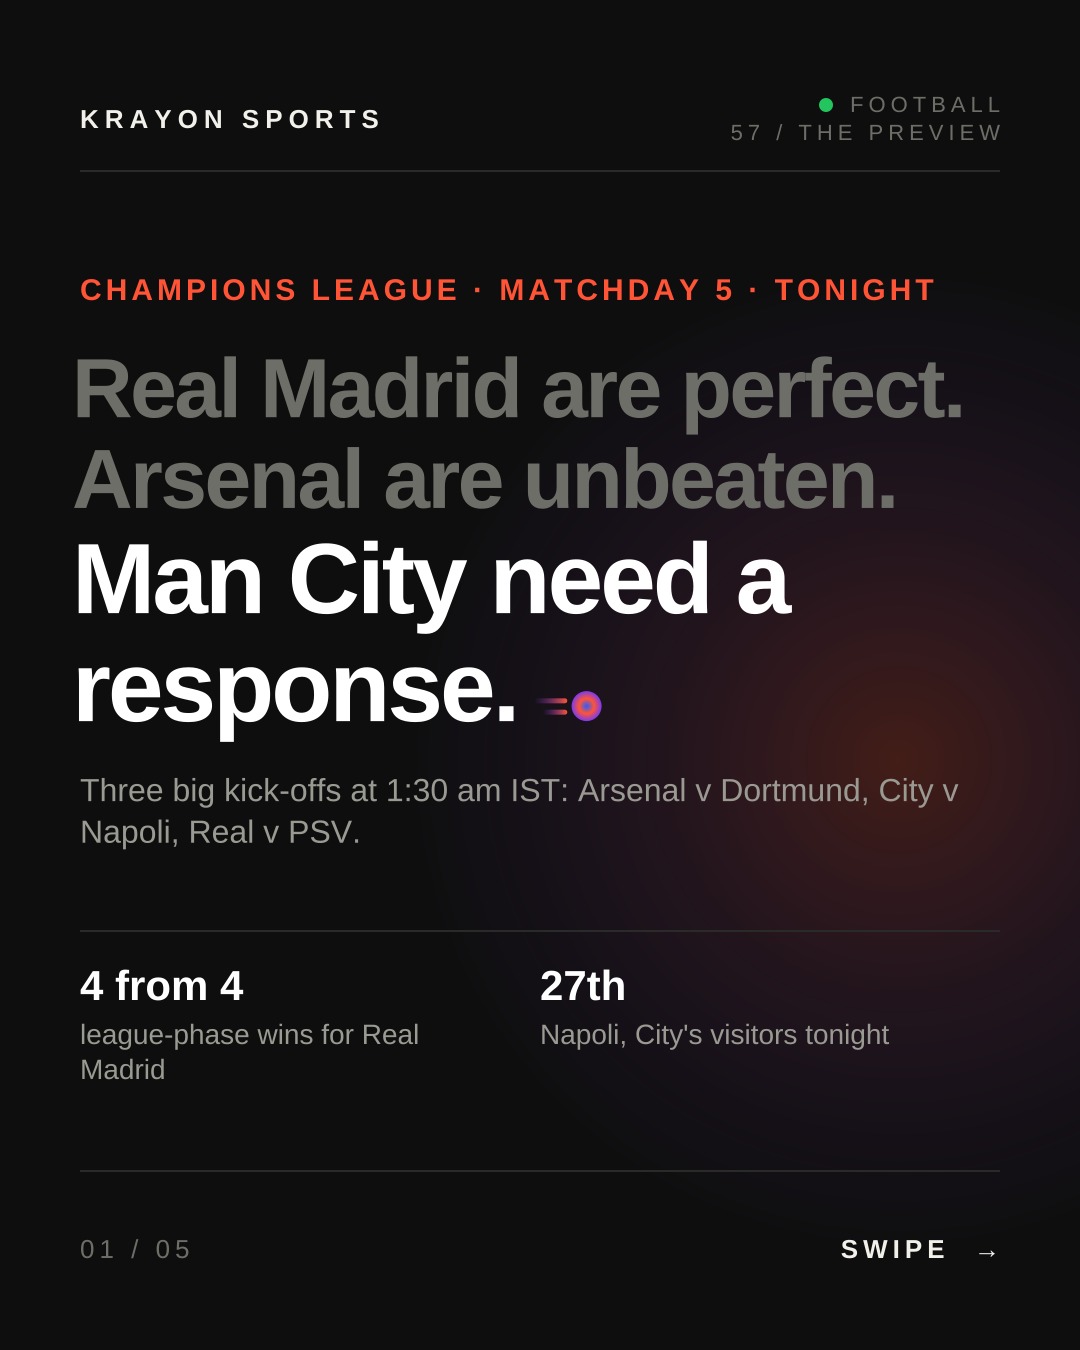 KRAYON SPORTS
FOOTBALL
57 / THE PREVIEW
CHAMPIONS LEAGUE · MATCHDAY 5 · TONIGHT
Real Madrid are perfect.
Arsenal are unbeaten.
Man City need a
response.
Three big kick-offs at 1:30 am IST: Arsenal v Dortmund, City v
Napoli, Real v PSV.
4 from 4
league-phase wins for Real
Madrid
27th
Napoli, City's visitors tonight
01 / 05
SWIPE →